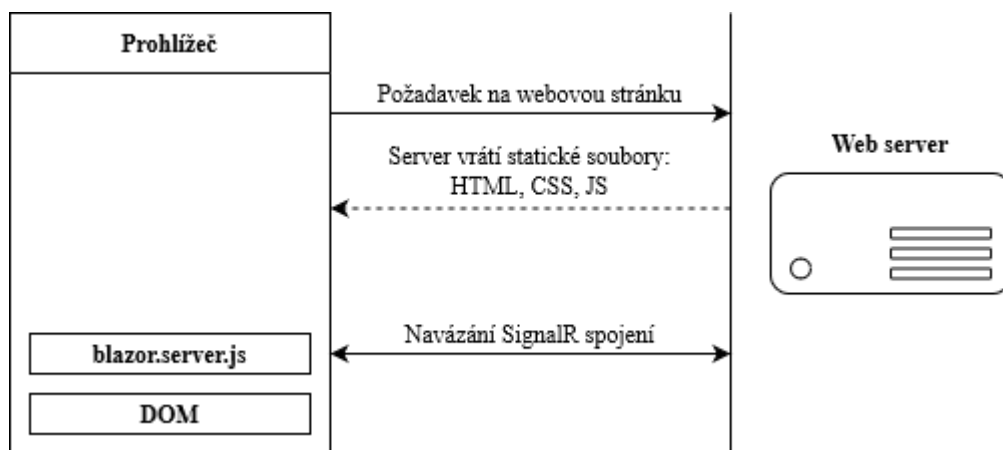 Prohlížeč
Požadavek na webovou stránku
Server vrátí statické soubory:
HTML, CSS, JS
Web server
Navázání SignalR spojení
blazor.server.js
DOM